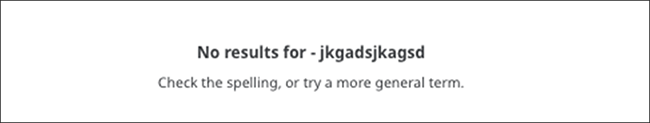 No results for - jkgadsjkagsd
Check the spelling, or try a more general term.